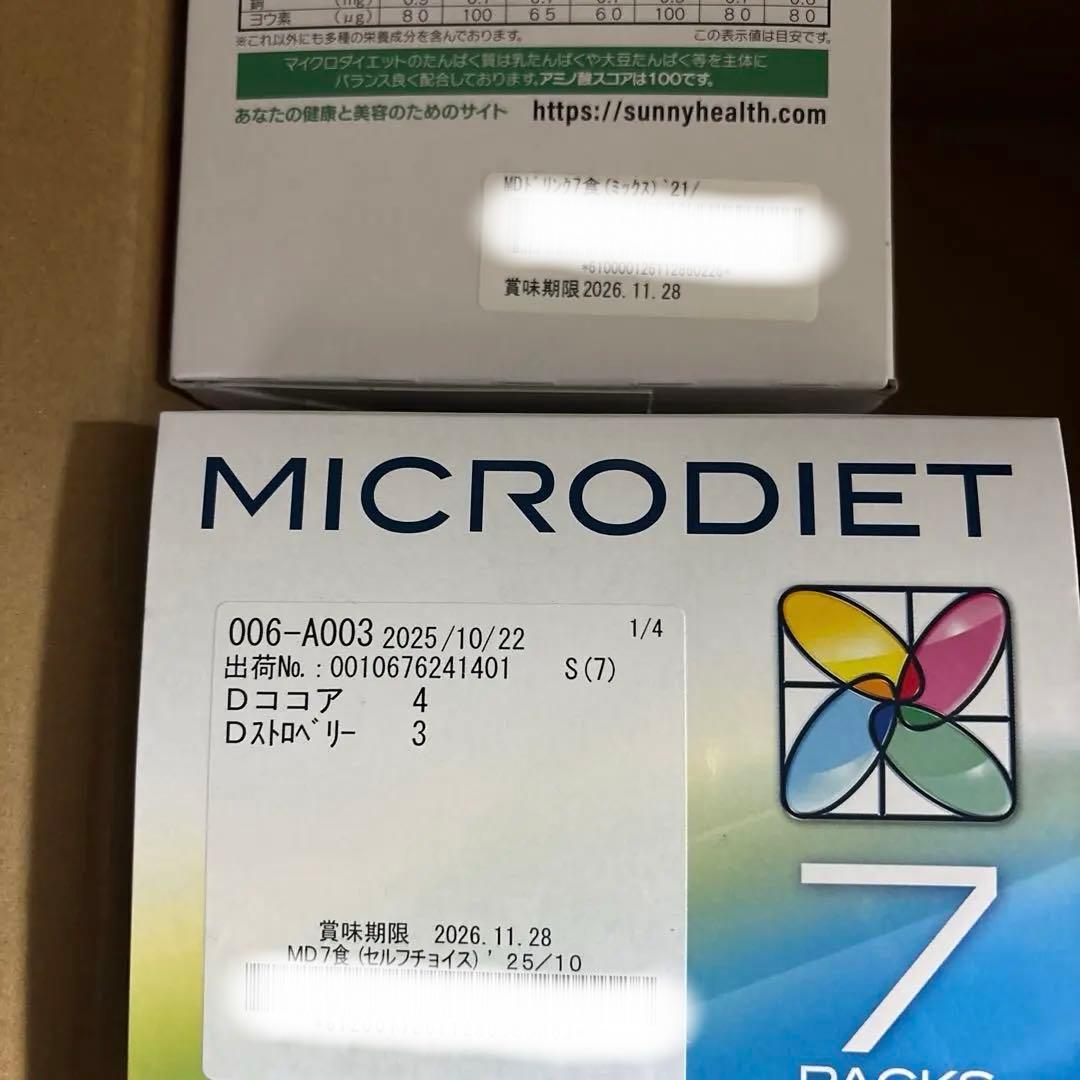 (mg)
ヨウ素 (μg) 80 100 65 60 100 80 80
※これ以外にも多種の栄養成分を含んでおります。 この表示値は目安です。
マイクロダイエットのたんぱく質は乳たんぱくや大豆たんぱく等を主体に
バランス良く配合しております。アミノ酸スコアは100です。
あなたの健康と美容のためのサイト https://sunnyhealth.com
MDドリンク7食(ミックス)`21/
賞味期限2026.11.28
MICRODIET
006-A003 2025/10/22 1/4
出荷No.:0010676241401 S(7)
Dココア 4
Dストロベリー 3
賞味期限 2026.11.28
MD7食(セルフチョイス)’25/10
7
PACKS